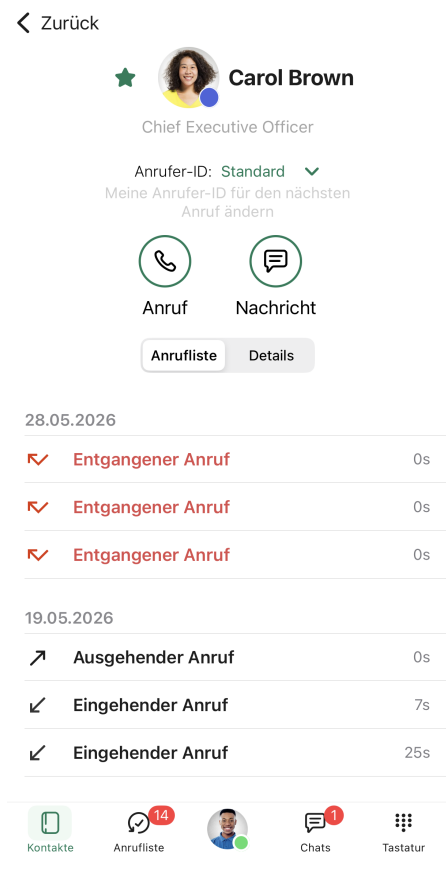 Zurück
Carol Brown
Chief Executive Officer
Anrufer-ID: Standard
Meine Anrufer-ID für den nächsten
Anruf ändern
Anruf Nachricht
Anrufliste Details
28.05.2026
Entgangener Anruf 0s
Entgangener Anruf 0s
Entgangener Anruf 0s
19.05.2026
Ausgehender Anruf 0s
Eingehender Anruf 7s
Eingehender Anruf 25s
14 1
Kontakte Anrufliste Chats Tastatur